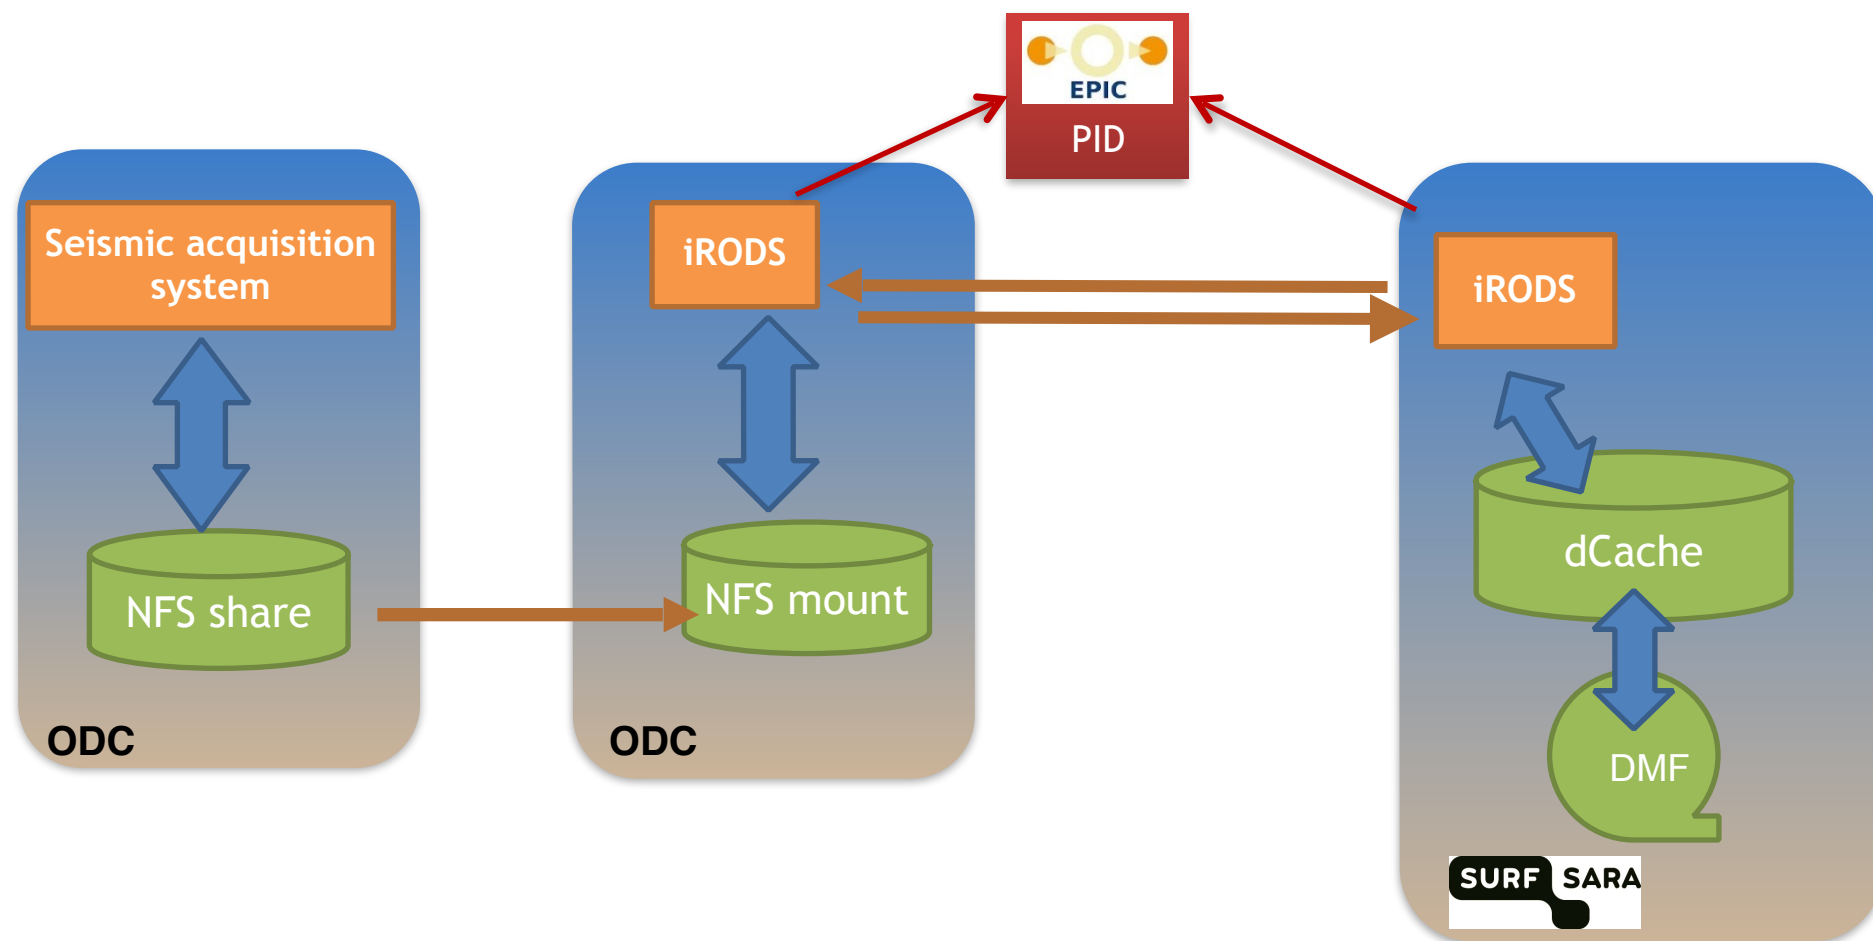 EPIC
PID
Seismic acquisition
system
NFS share
ODC
iRODS
NFS mount
ODC
iRODS
dCache
DMF
SURF SARA